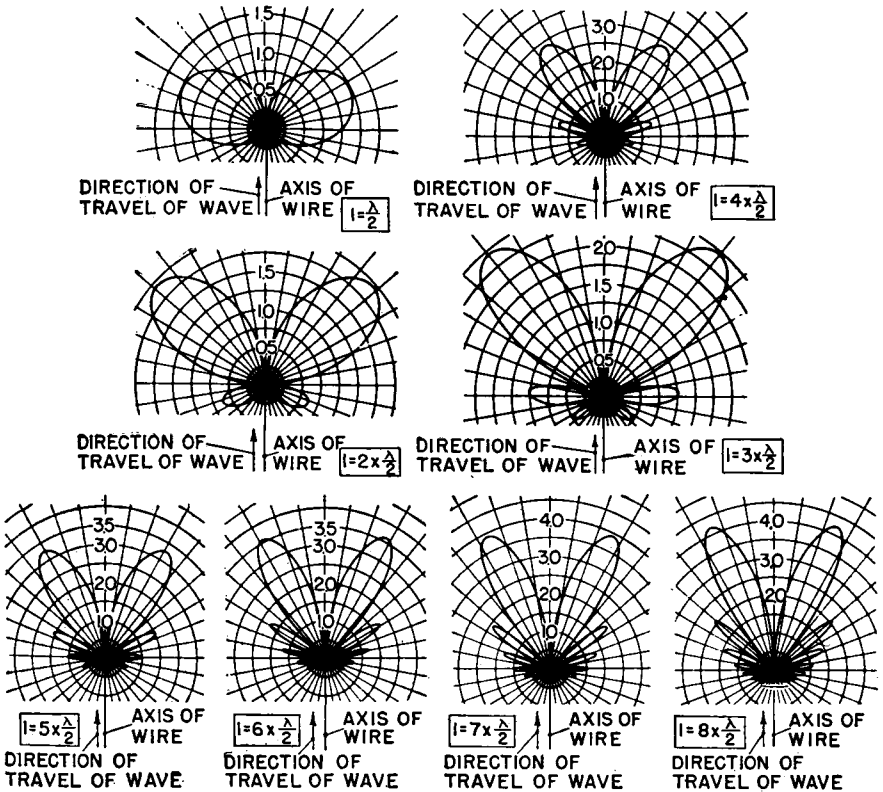 1.5
1.0
0.5
DIRECTION OF
TRAVEL OF WAVE
AXIS OF
WIRE
l=λ/2
3.0
2.0
1.0
DIRECTION OF
TRAVEL OF WAVE
AXIS OF
WIRE
l=4xλ/2
1.5
1.0
0.5
DIRECTION OF
TRAVEL OF WAVE
AXIS OF
WIRE
l=2xλ/2
2.0
1.5
1.0
0.5
DIRECTION OF
TRAVEL OF WAVE
AXIS OF
WIRE
l=3xλ/2
3.5
3.0
2.0
1.0
l=5xλ/2
AXIS OF
WIRE
DIRECTION OF
TRAVEL OF WAVE
3.5
3.0
2.0
1.0
l=6xλ/2
AXIS OF
WIRE
DIRECTION OF
TRAVEL OF WAVE
4.0
3.0
2.0
1.0
l=7xλ/2
AXIS OF
WIRE
DIRECTION OF
TRAVEL OF WAVE
4.0
3.0
2.0
l=8xλ/2
AXIS OF
WIRE
DIRECTION OF
TRAVEL OF WAVE